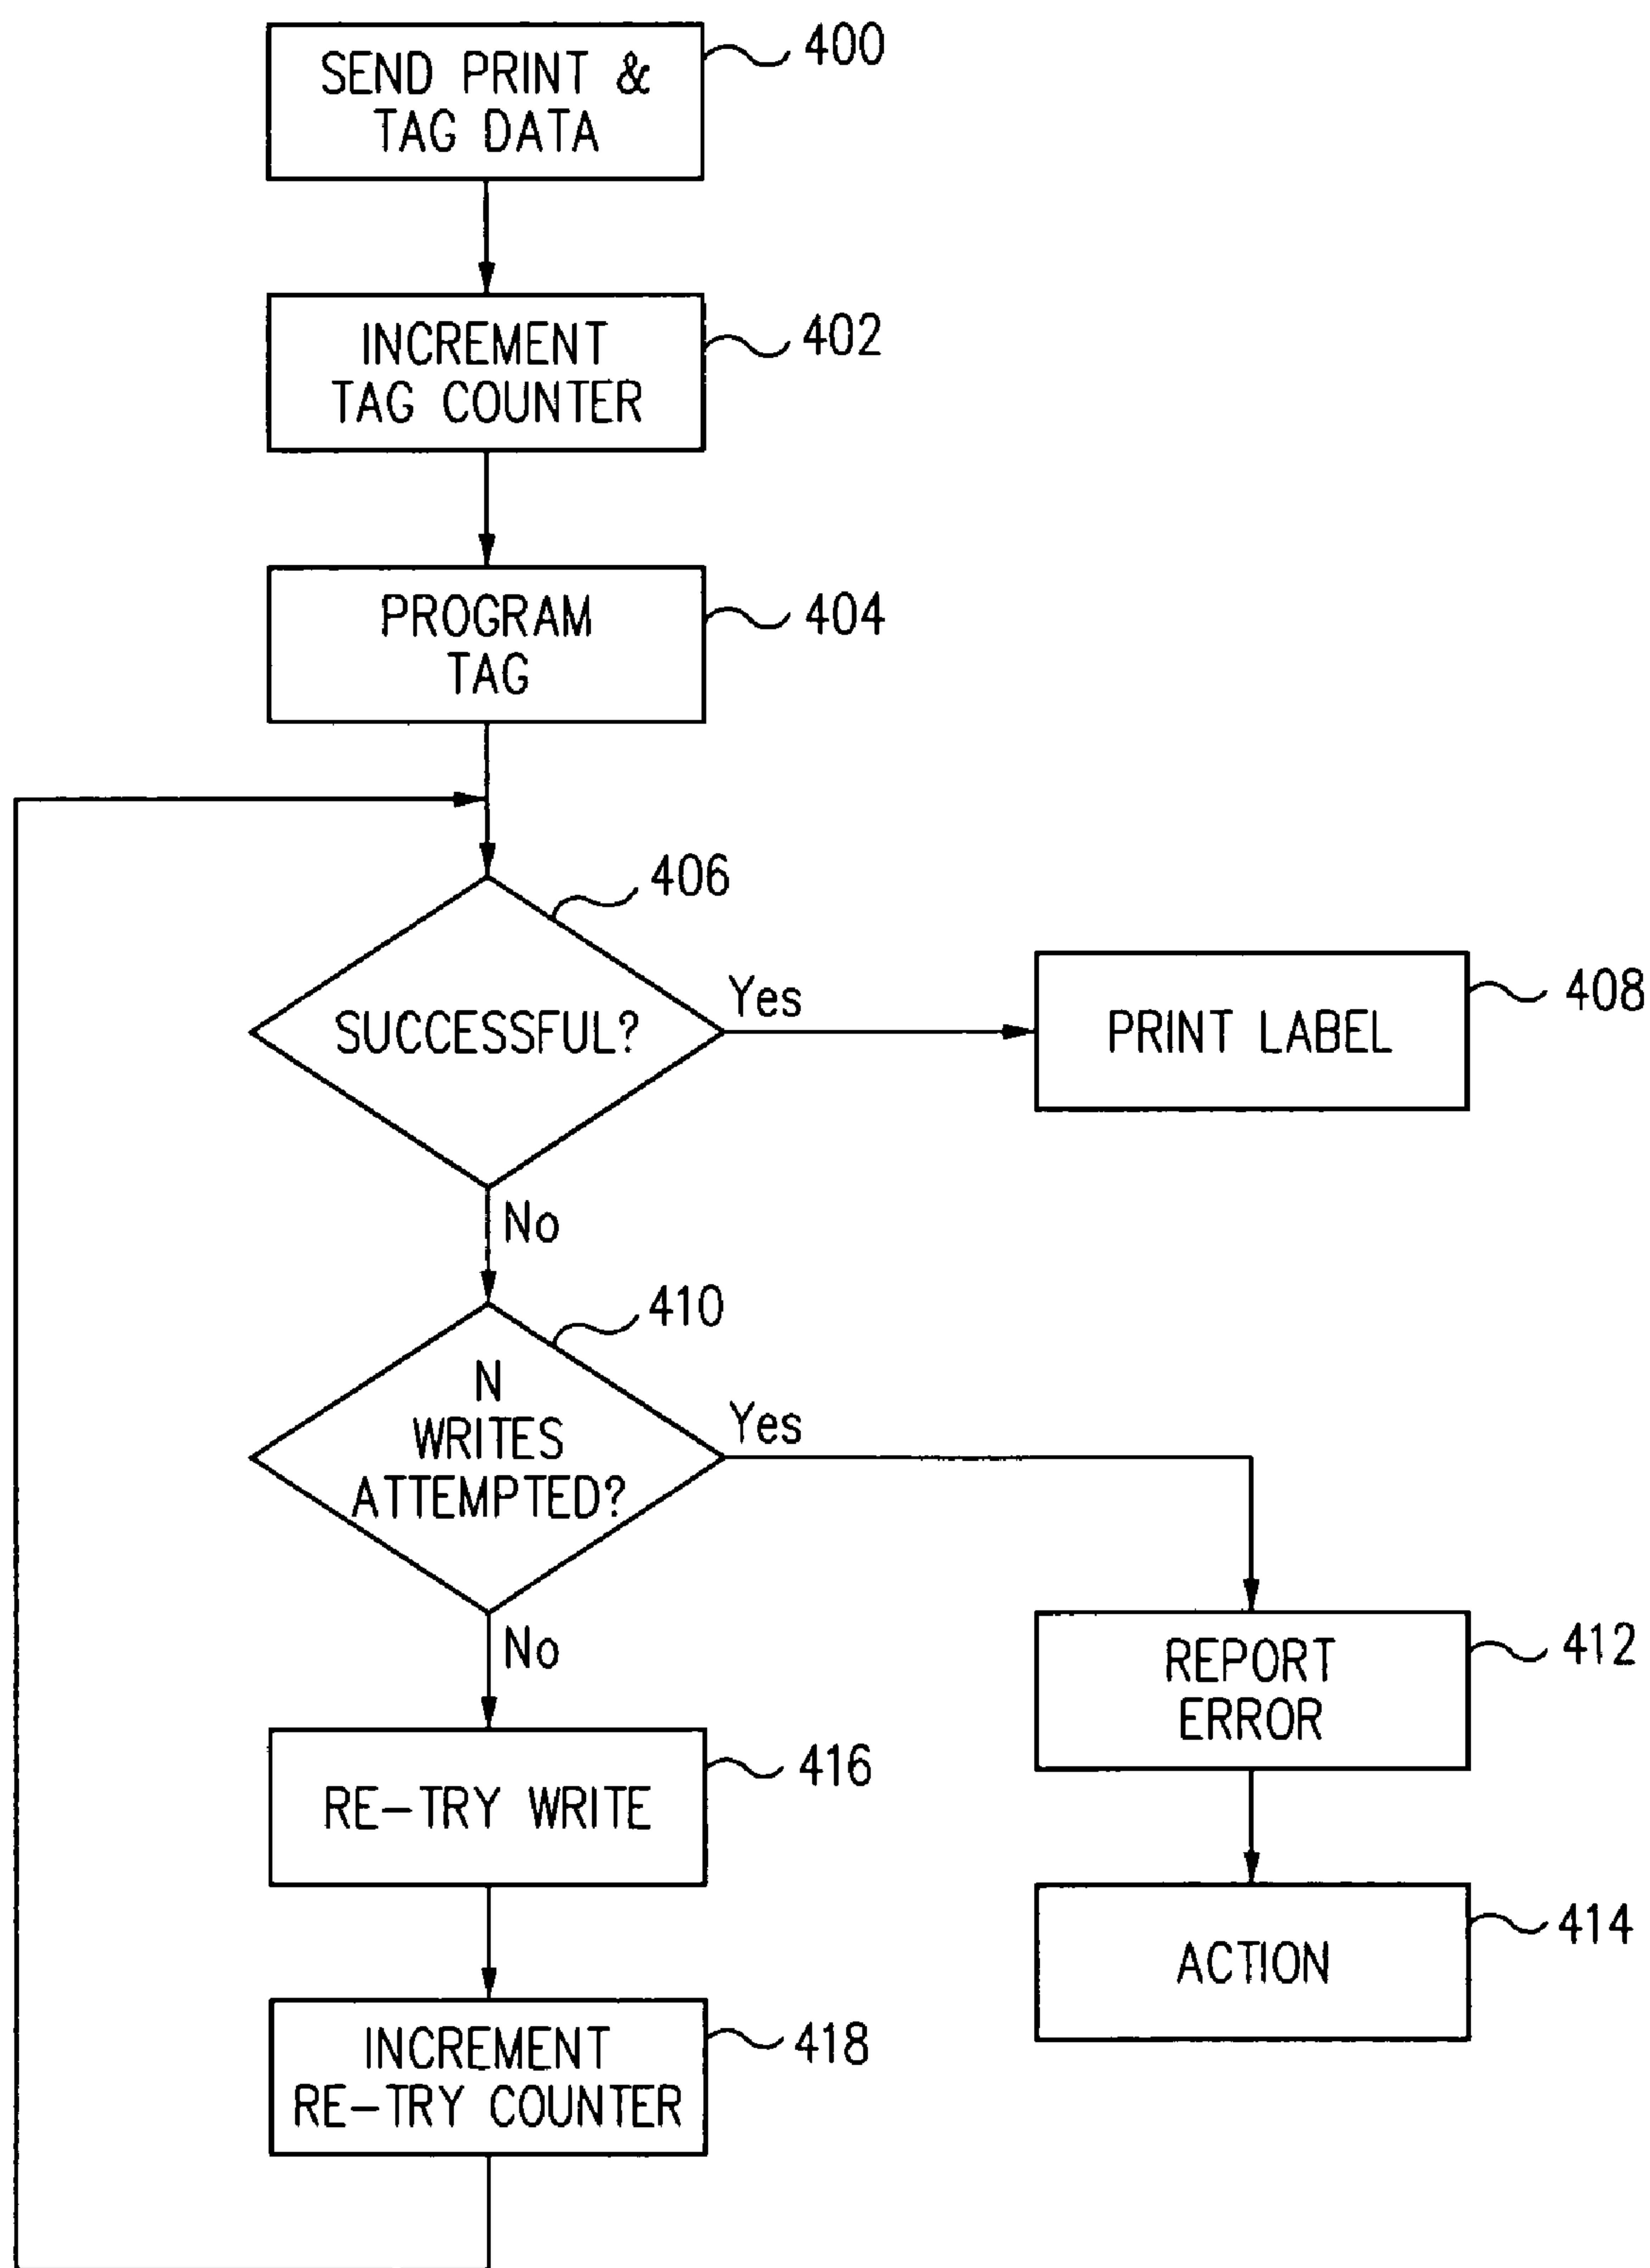 SEND PRINT &
TAG DATA
400
INCREMENT
TAG COUNTER
402
PROGRAM
TAG
404
406
SUCCESSFUL?
Yes
PRINT LABEL
408
No
410
N
WRITES
ATTEMPTED?
Yes
No
REPORT
ERROR
412
RE-TRY WRITE
416
ACTION
414
INCREMENT
RE-TRY COUNTER
418